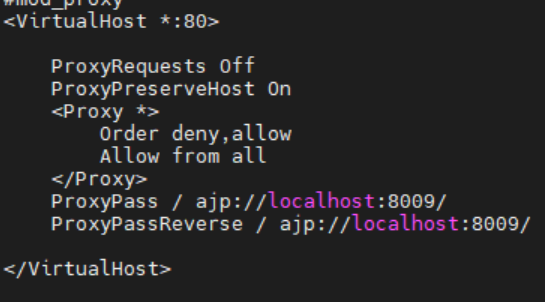 #mod_proxy
<VirtualHost *:80>
ProxyRequests Off
ProxyPreserveHost On
<Proxy *>
Order deny,allow
Allow from all
</Proxy>
ProxyPass / ajp://localhost:8009/
ProxyPassReverse / ajp://localhost:8009/
</VirtualHost>